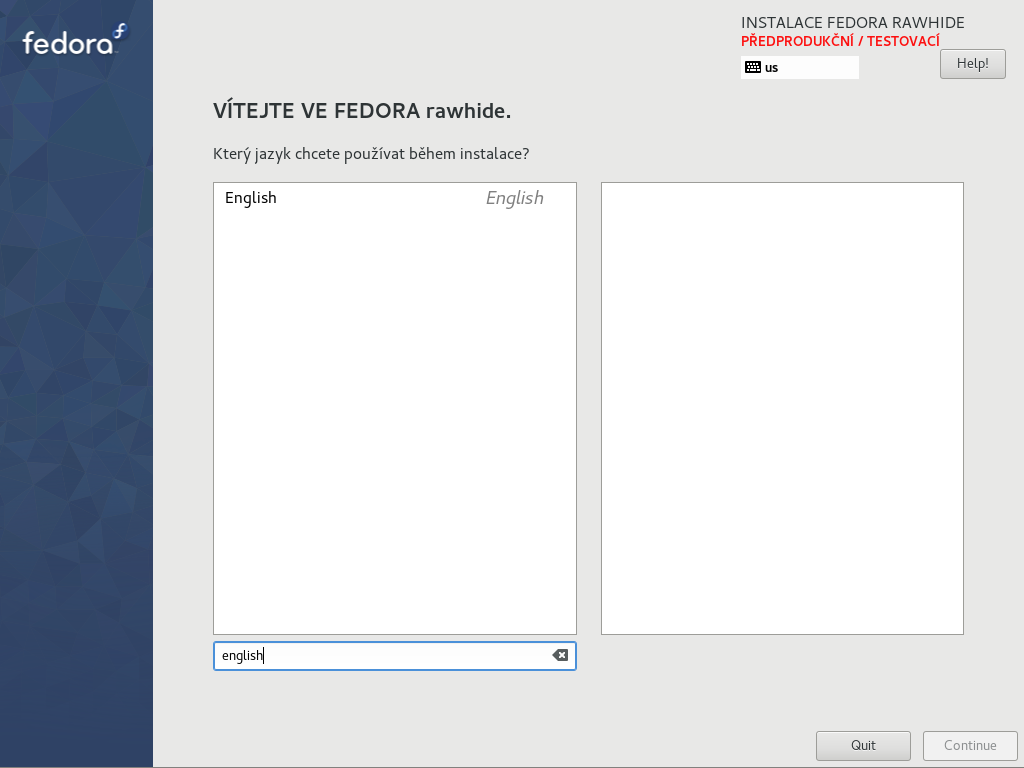 fedora
INSTALACE FEDORA RAWHIDE
PŘEDPRODUKČNÍ / TESTOVACÍ
us
Help!
VÍTEJTE VE FEDORA rawhide.
Který jazyk chcete používat během instalace?
English English
english
Quit Continue